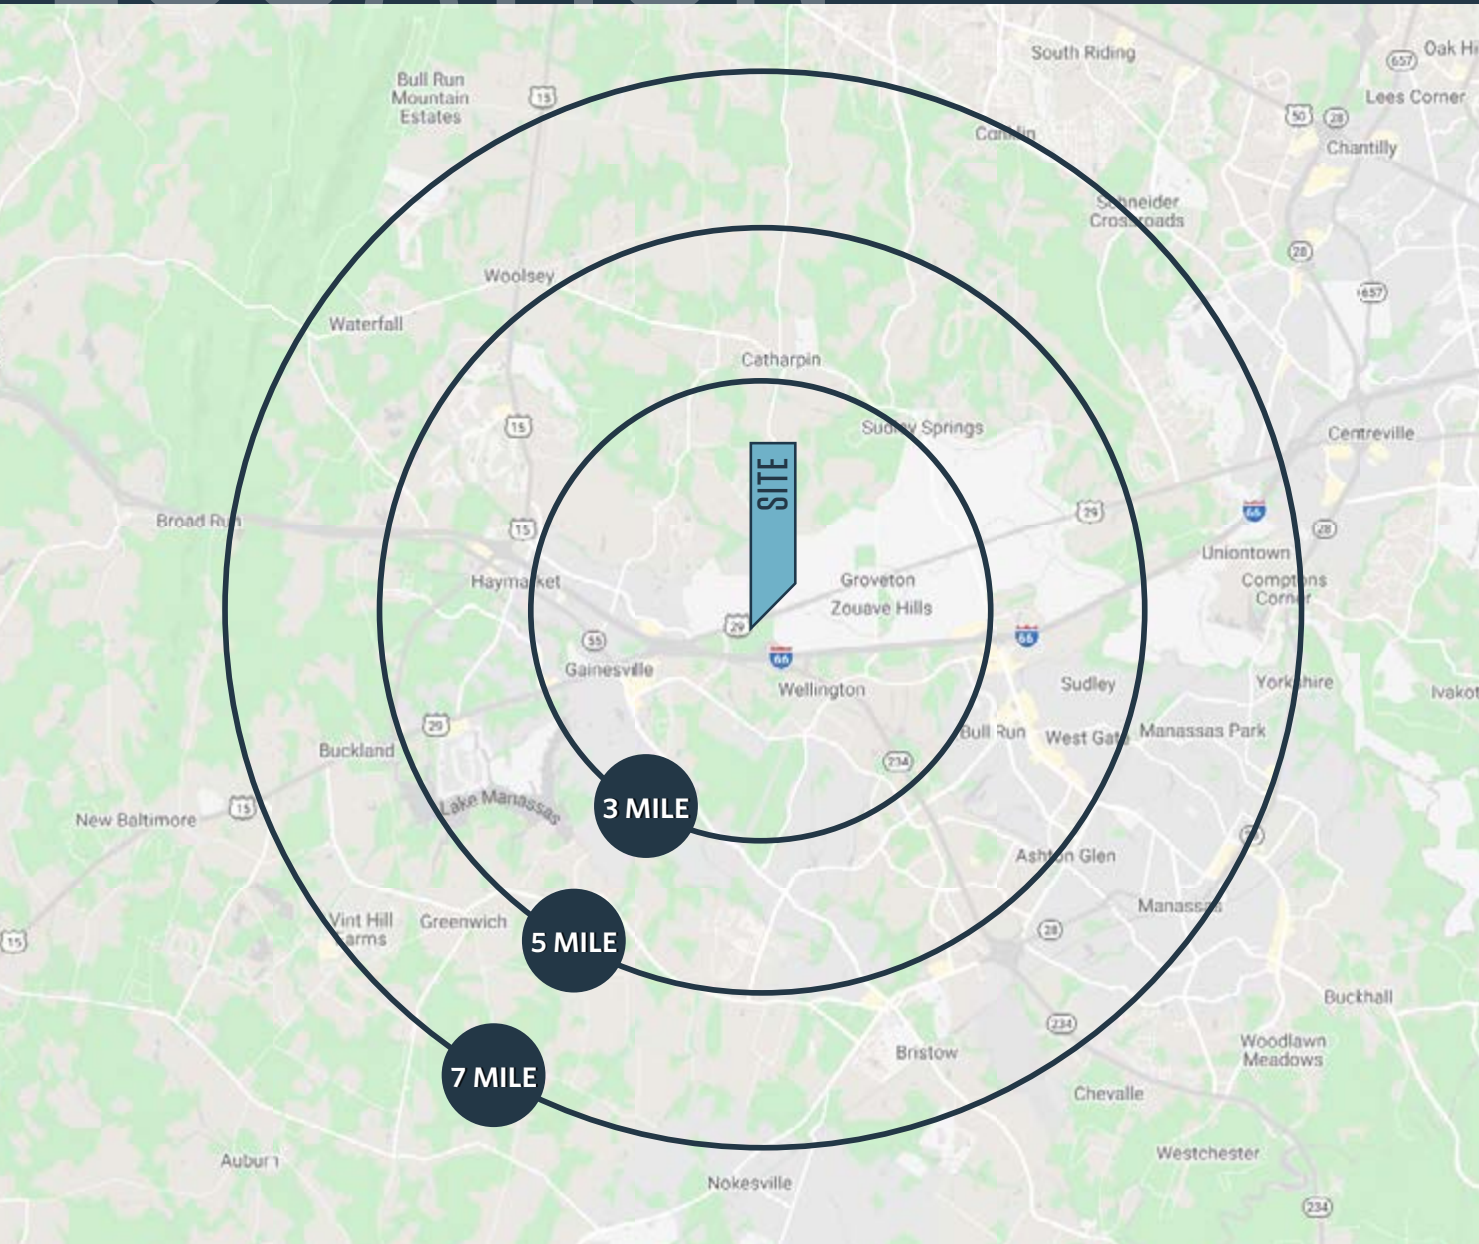 South Riding
657
Oak Hi
Bull Run
Mountain
Estates
15
Lees Corner
50
28
Conklin
Chantilly
Schneider
Crossroads
28
Woolsey
657
Waterfall
Catharpin
15
Sudley Springs
Centreville
SITE
Broad Run
15
29
66
28
Uniontown
Haymarket
Groveton
Comptons
Corner
Zouave Hills
29
55
66
66
Gainesville
Wellington
Sudley
Yorkshire
Ivakot
29
Bull Run
West Gate
Manassas Park
Buckland
234
Lake Manassas
3 MILE
15
New Baltimore
Ashton Glen
Manassas
Vint Hill
Farms
Greenwich
28
15
5 MILE
Buckhall
234
Woodlawn
Meadows
Bristow
7 MILE
Chevalle
Auburn
Westchester
Nokesville
234